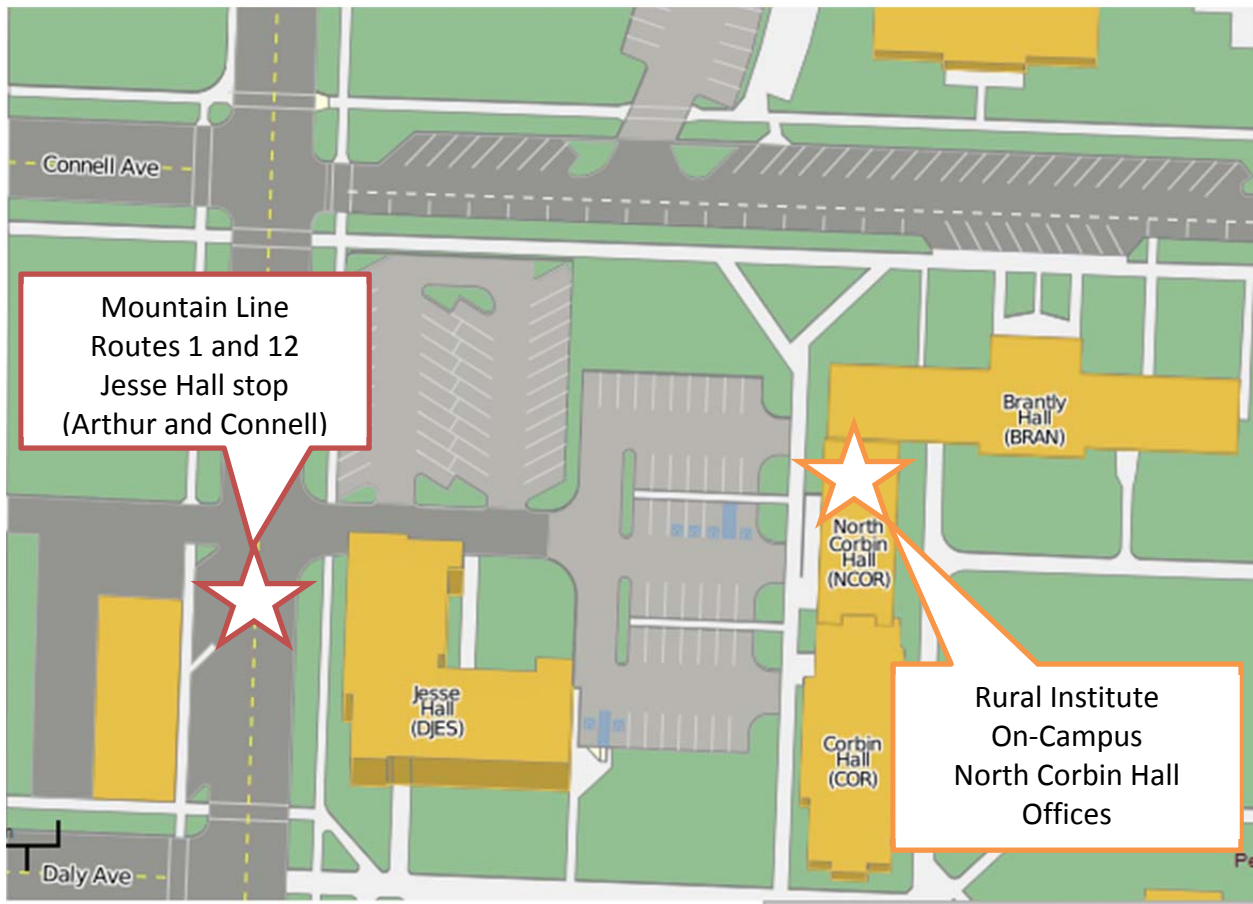 Connell Ave
Mountain Line
Routes 1 and 12
Jesse Hall stop
(Arthur and Connell)
Brantly
Hall
(BRAN)
North
Corbin
Hall
(NCOR)
Jesse
Hall
(DJES)
Corbin
Hall
(COR)
Rural Institute
On-Campus
North Corbin Hall
Offices
Daly Ave